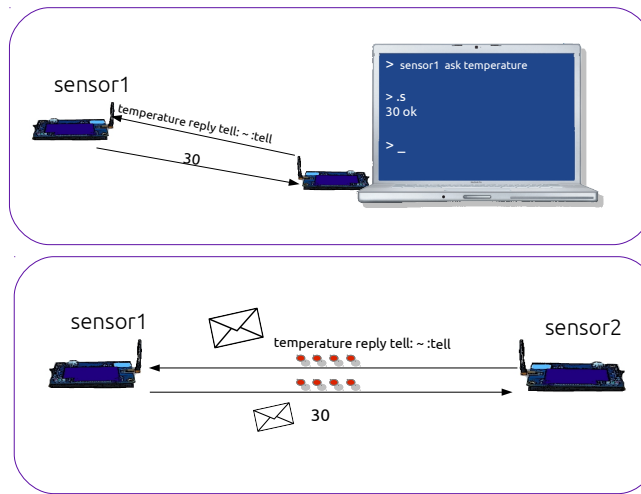 sensor1
temperature reply tell: ~ :tell
30
> sensor1 ask temperature
> .s
30 ok
>_
sensor1
sensor2
temperature reply tell: ~ :tell
30